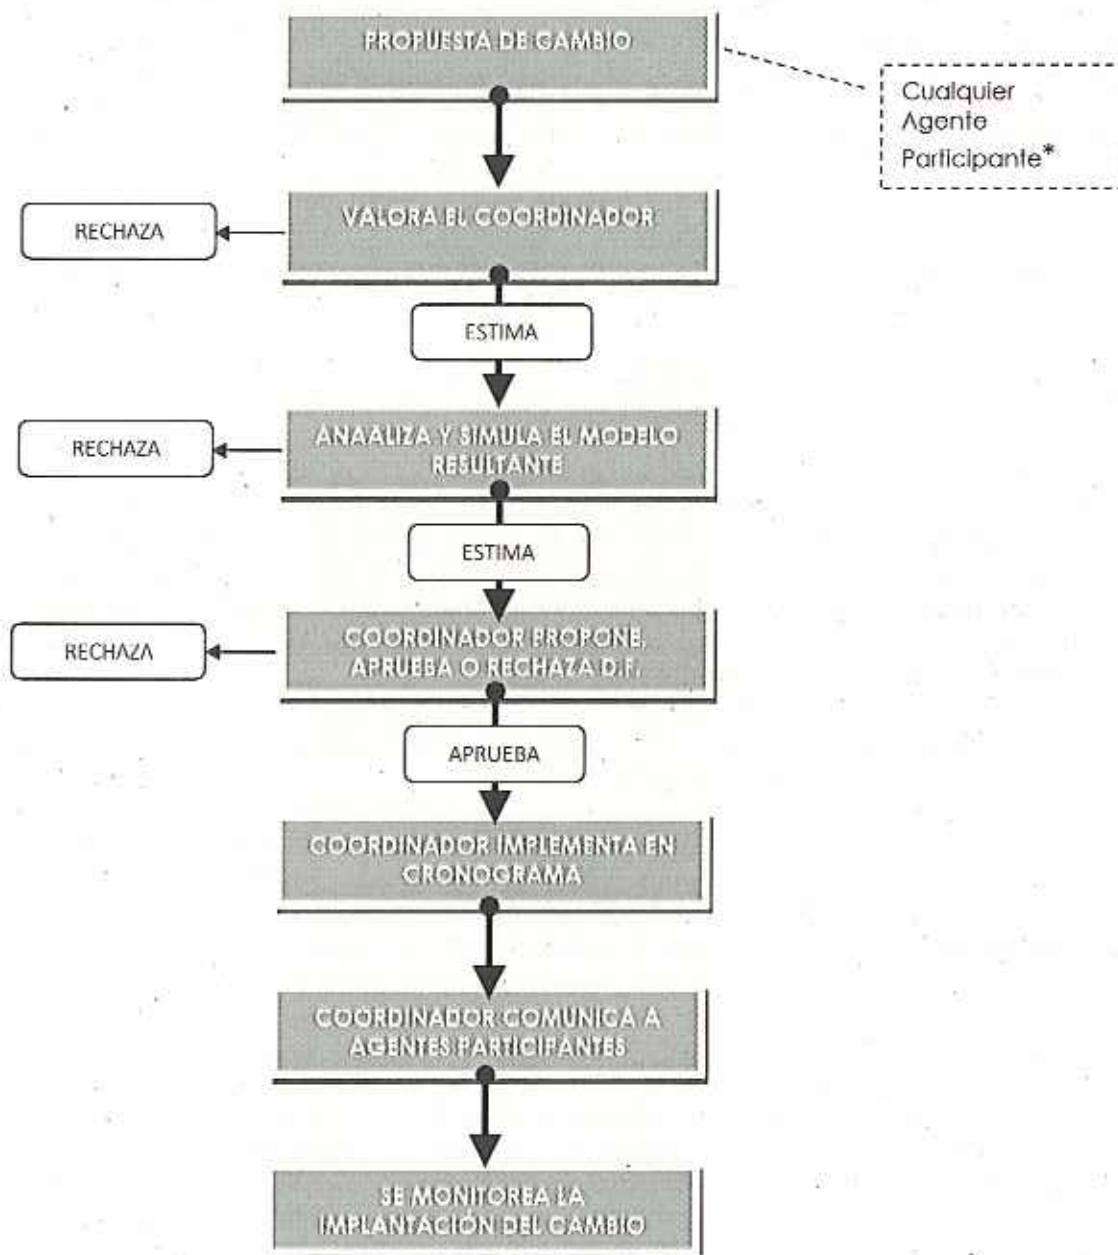 PROPUESTA DE CAMBIO
Cualquier
Agente
Participante*
VALORA EL COORDINADOR
RECHAZA
ESTIMA
ANAALIZA Y SIMULA EL MODELO
RESULTANTE
RECHAZA
ESTIMA
COORDINADOR PROPONE,
APRUEBA O RECHAZA D.F.
RECHAZA
APRUEBA
COORDINADOR IMPLEMENTA EN
CRONOGRAMA
COORDINADOR COMUNICA A
AGENTES PARTICIPANTES
SE MONITOREA LA
IMPLANTACIÓN DEL CAMBIO